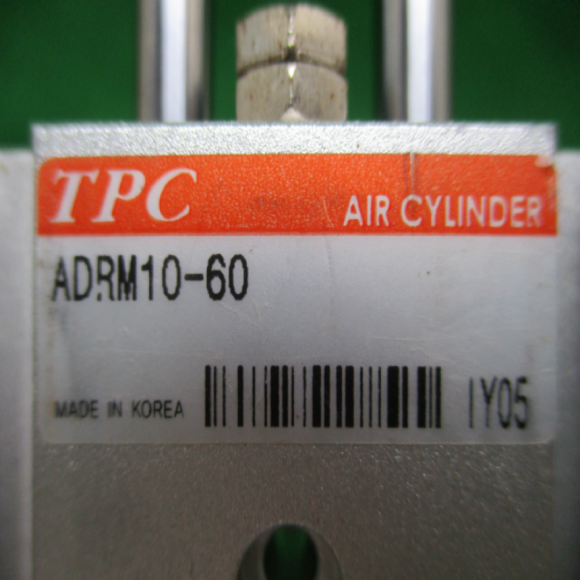 TPC AIR CYLINDER
ADRM10-60
MADE IN KOREA IY05